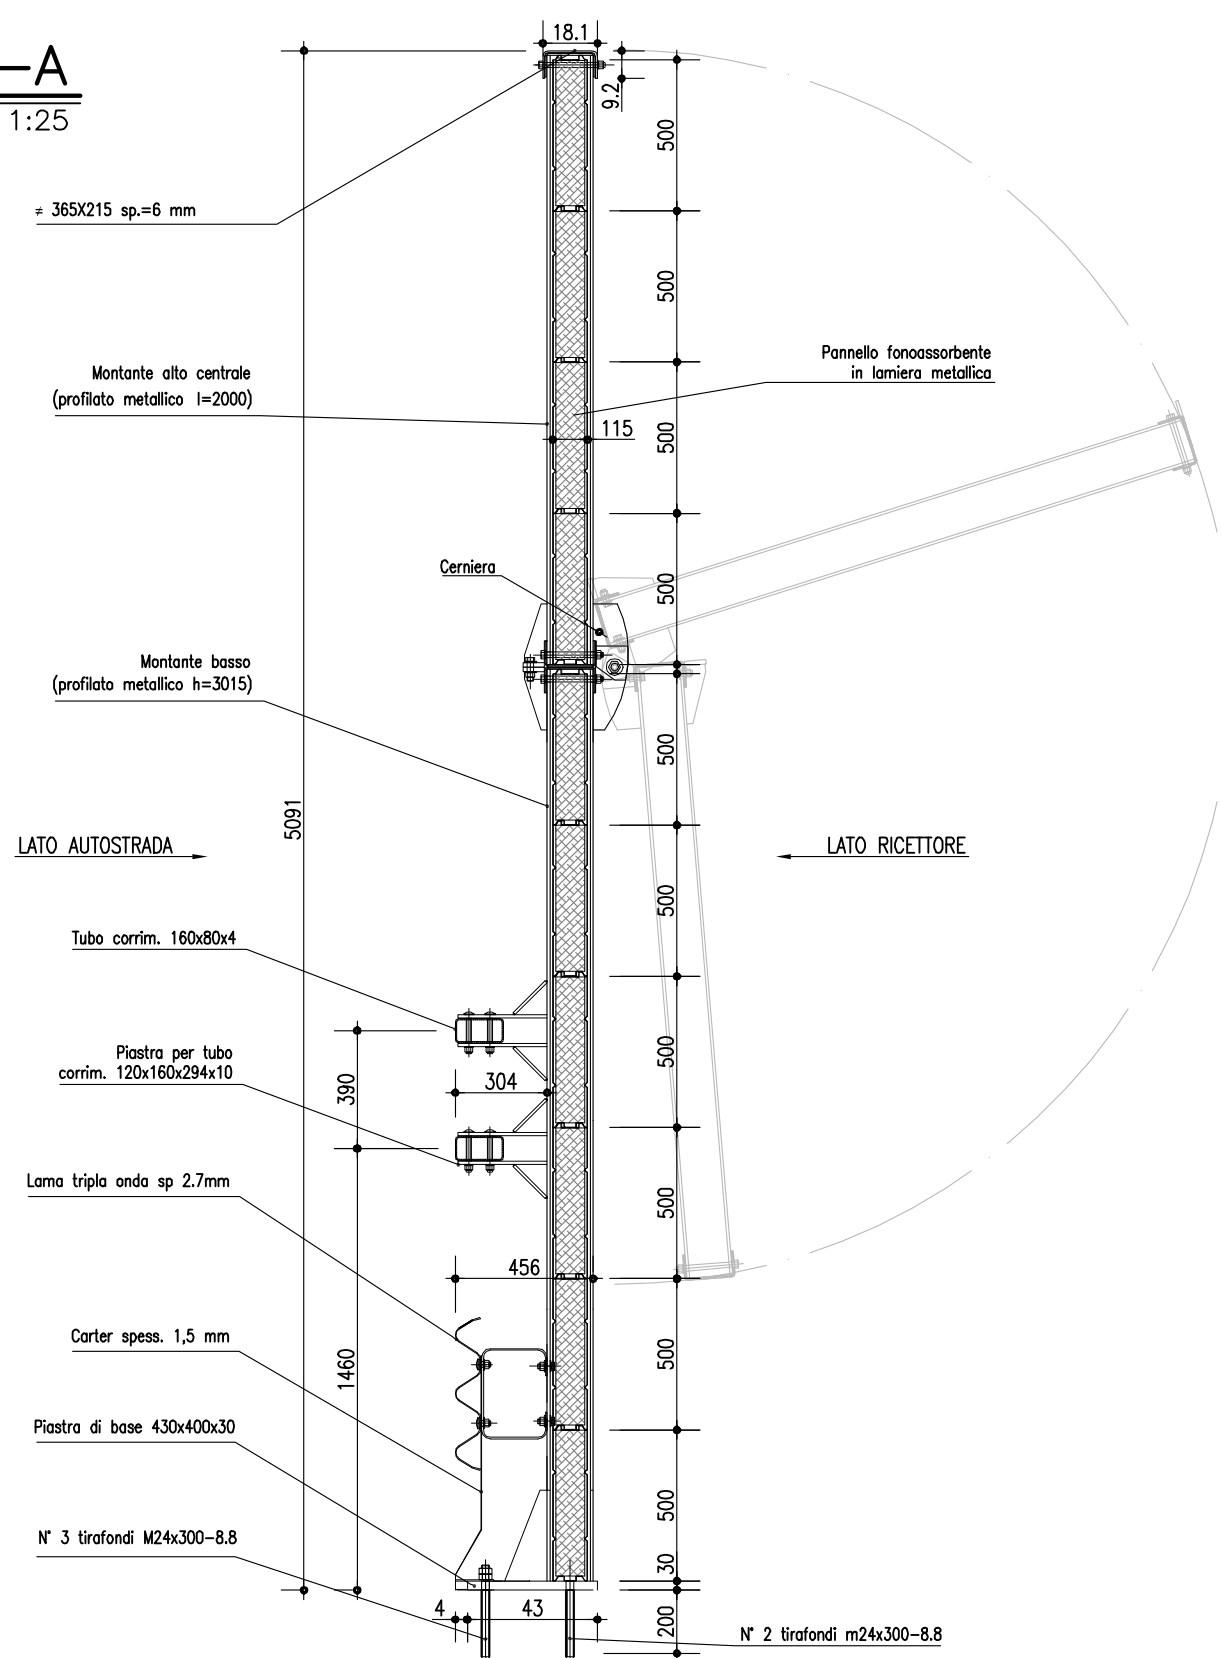 –A
1:25
18.1
9.2
500
≠ 365X215 sp.=6 mm
500
Montante alto centrale
(profilato metallico l=2000)
Pannello fonoassorbente
in lamiera metallica
115
500
Cerniera
500
Montante basso
(profilato metallico h=3015)
500
5091
LATO AUTOSTRADA
LATO RICETTORE
500
Tubo corrim. 160x80x4
Piastra per tubo
corrim. 120x160x294x10
390
304
500
Lama tripla onda sp 2.7mm
500
456
Carter spess. 1,5 mm
1460
500
Piastra di base 430x400x30
500
N° 3 tirafondi M24x300–8.8
30
4
43
200
N° 2 tirafondi m24x300–8.8